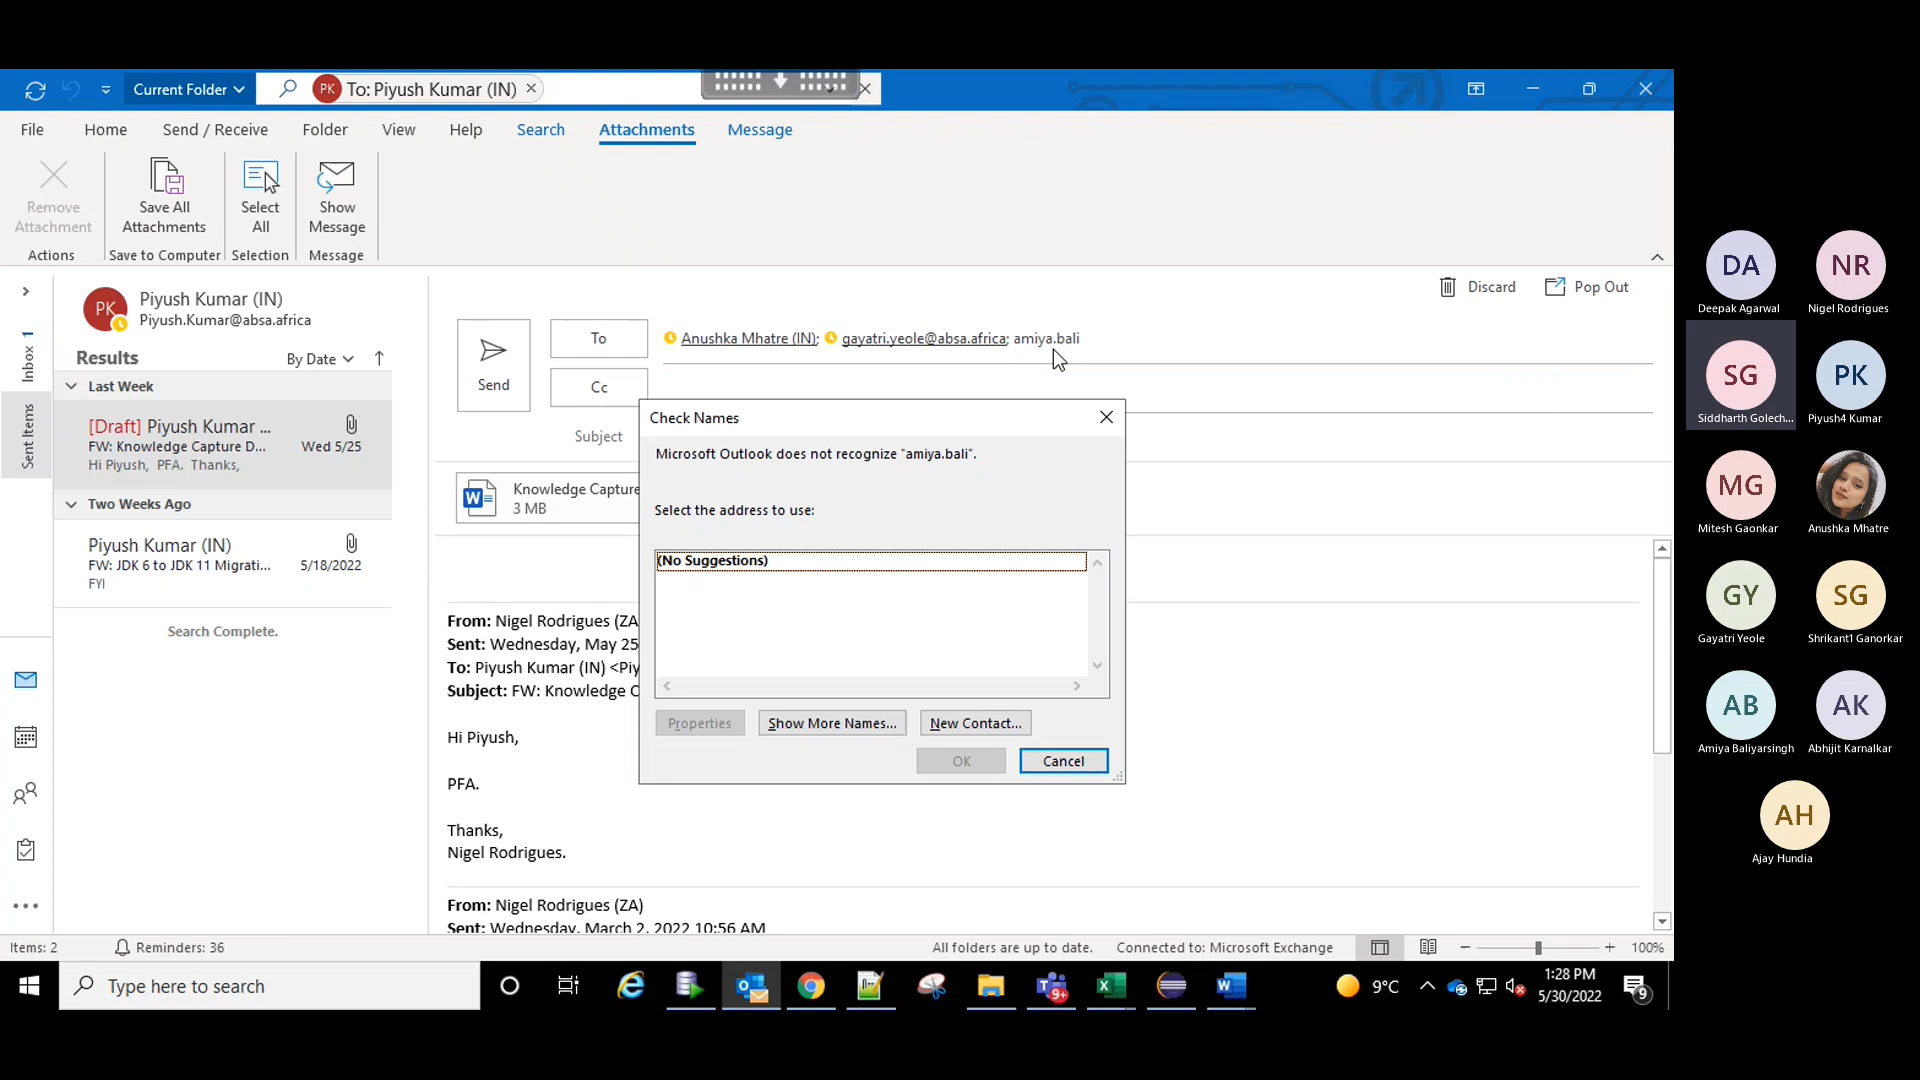 Current Folder
PK To: Piyush Kumar (IN)
File Home Send / Receive Folder View Help Search Attachments Message
Remove Attachment
Save All Attachments
Select All
Show Message
Actions Save to Computer Selection Message
Discard Pop Out
Inbox 1
Sent Items
PK
Piyush Kumar (IN)
Piyush.Kumar@absa.africa
Results By Date
Last Week
[Draft] Piyush Kumar ...
FW: Knowledge Capture D... Wed 5/25
Hi Piyush, PFA. Thanks,
Two Weeks Ago
Piyush Kumar (IN)
FW: JDK 6 to JDK 11 Migrati... 5/18/2022
FYI
Search Complete.
Send
To Anushka Mhatre (IN); gayatri.yeole@absa.africa; amiya.bali
Cc
Subject
Knowledge Capture
3 MB
Check Names
Microsoft Outlook does not recognize "amiya.bali".
Select the address to use:
(No Suggestions)
Properties Show More Names... New Contact...
OK Cancel
From: Nigel Rodrigues (ZA
Sent: Wednesday, May 25
To: Piyush Kumar (IN) <Piy
Subject: FW: Knowledge C
Hi Piyush,
PFA.
Thanks,
Nigel Rodrigues.
From: Nigel Rodrigues (ZA)
Sent: Wednesday, March 2, 2022 10:56 AM
Items: 2 Reminders: 36 All folders are up to date. Connected to: Microsoft Exchange 100%
Type here to search
9+
9°C
1:28 PM
5/30/2022
9
DA NR
Deepak Agarwal Nigel Rodrigues
SG PK
Siddharth Golech... Piyush4 Kumar
MG
Mitesh Gaonkar Anushka Mhatre
GY SG
Gayatri Yeole Shrikant1 Ganorkar
AB AK
Amiya Baliyarsingh Abhijit Karnalkar
AH
Ajay Hundia